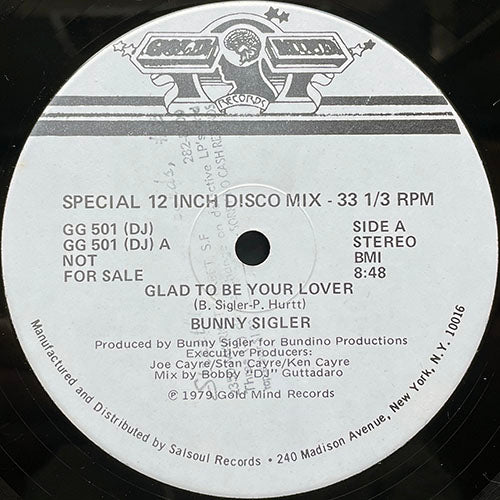 GOLD MIND
RECORDS
SPECIAL 12 INCH DISCO MIX - 33 1/3 RPM
GG 501 (DJ)
GG 501 (DJ) A
NOT
FOR SALE
SIDE A
STEREO
BMI
8:48
GLAD TO BE YOUR LOVER
(B. Sigler-P. Hurtt)
BUNNY SIGLER
Produced by Bunny Sigler for Bundino Productions
Executive Producers:
Joe Cayre/Stan Cayre/Ken Cayre
Mix by Bobby "DJ" Guttadaro
℗ 1979 Gold Mind Records
Manufactured and Distributed by Salsoul Records • 240 Madison Avenue, New York, N.Y. 10016